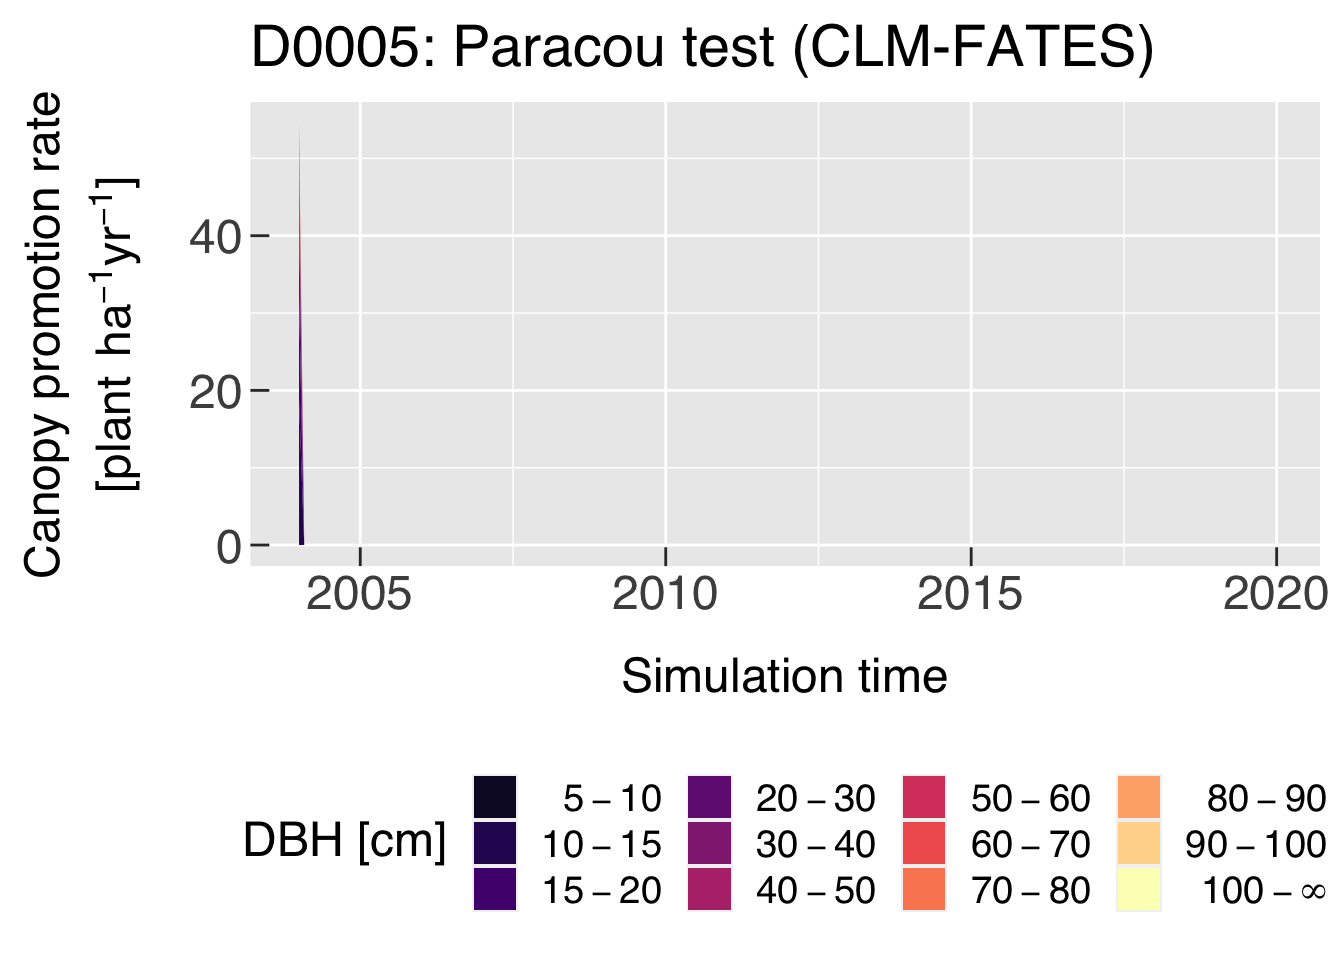 D0005: Paracou test (CLM-FATES)
Canopy promotion rate
[plant ha⁻¹yr⁻¹]
40
20
0
2005 2010 2015 2020
Simulation time
DBH [cm]
5 – 10 20 – 30 50 – 60 80 – 90
10 – 15 30 – 40 60 – 70 90 – 100
15 – 20 40 – 50 70 – 80 100 – ∞